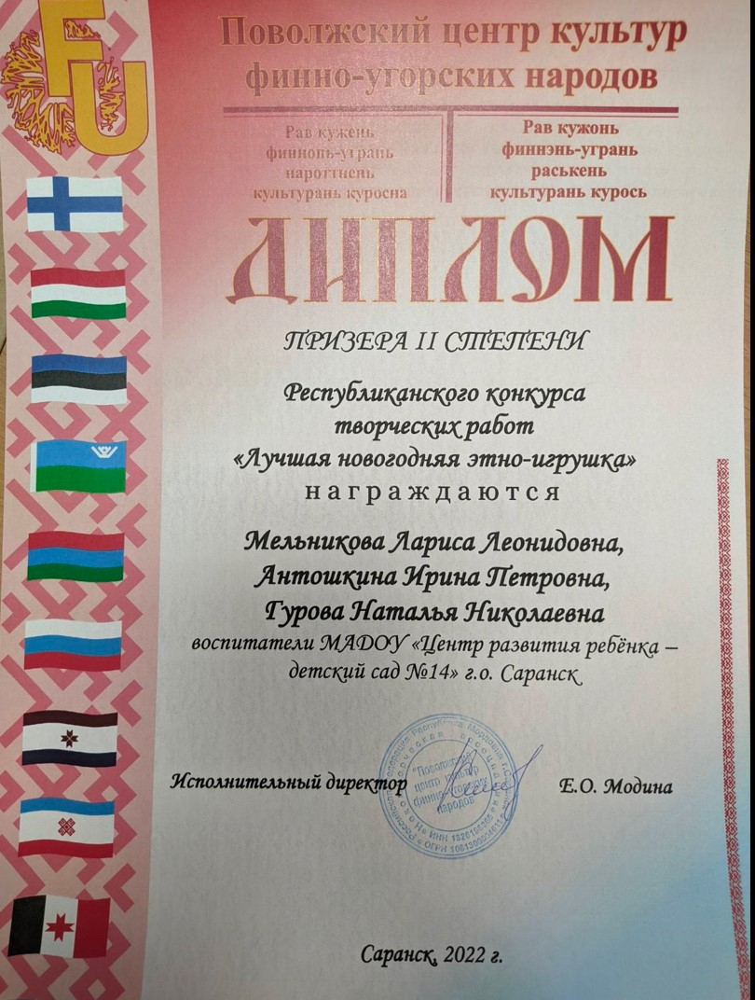 FU
Поволжский центр культур
финно-угорских народов
Рав кужень
финнонь-угрань
нароттнень
культурань куросна
Рав кужонь
финнэнь-угрань
раськень
культурань курось
ДИПЛОМ
ПРИЗЕРА II СТЕПЕНИ
Республиканского конкурса
творческих работ
«Лучшая новогодняя этно-игрушка»
награждаются
Мельникова Лариса Леонидовна,
Антошкина Ирина Петровна,
Гурова Наталья Николаевна
воспитатели МАДОУ «Центр развития ребёнка –
детский сад №14» г.о. Саранск
Исполнительный директор
"Поволжский
центр культур
финно-угорских
народов"
Е.О. Модина
Саранск, 2022 г.